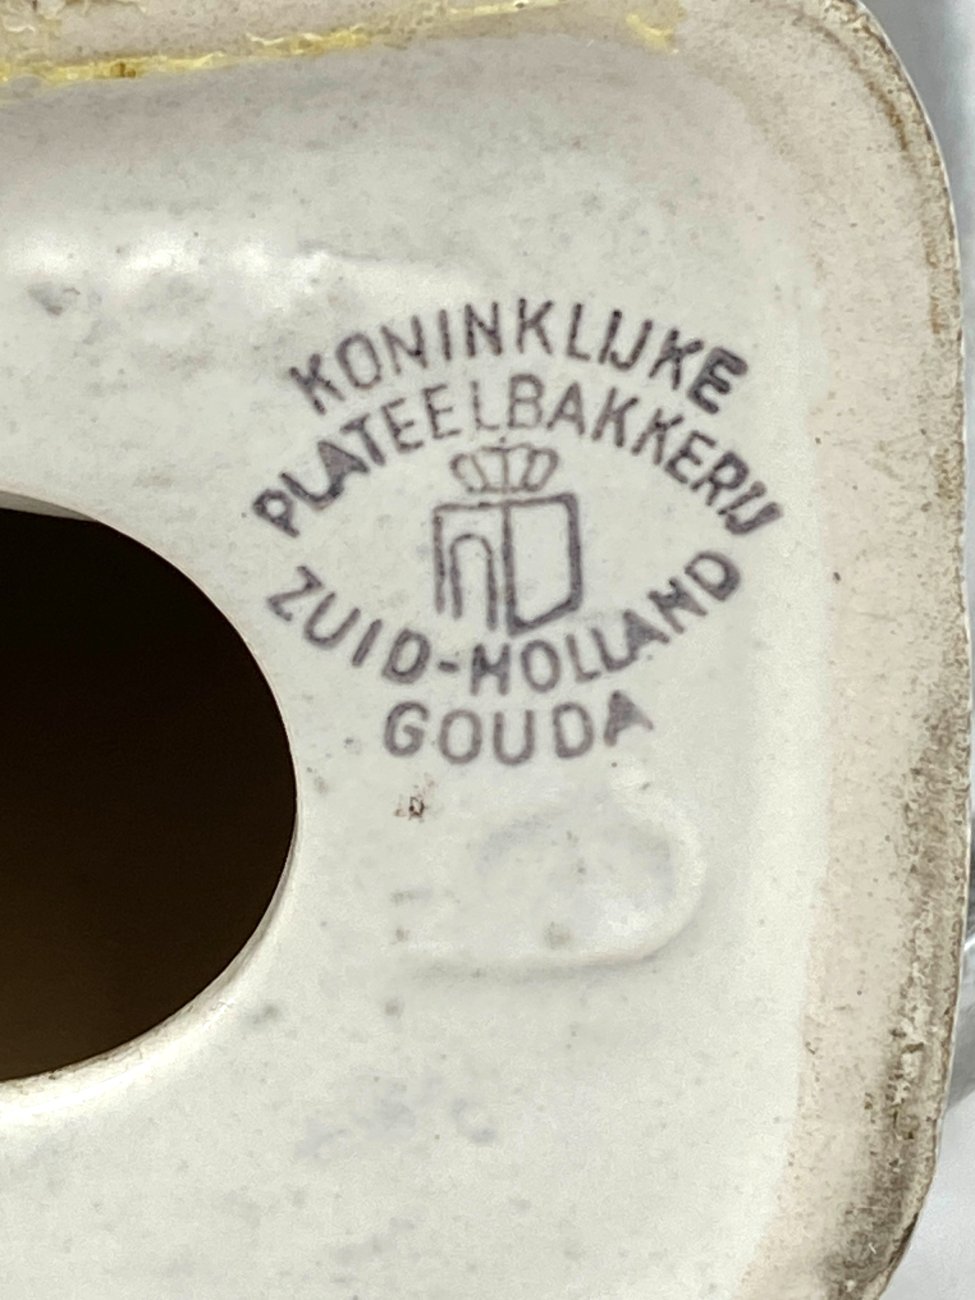 KONINKLIJKE
PLATEELBAKKERIJ
ZUID-HOLLAND
GOUDA